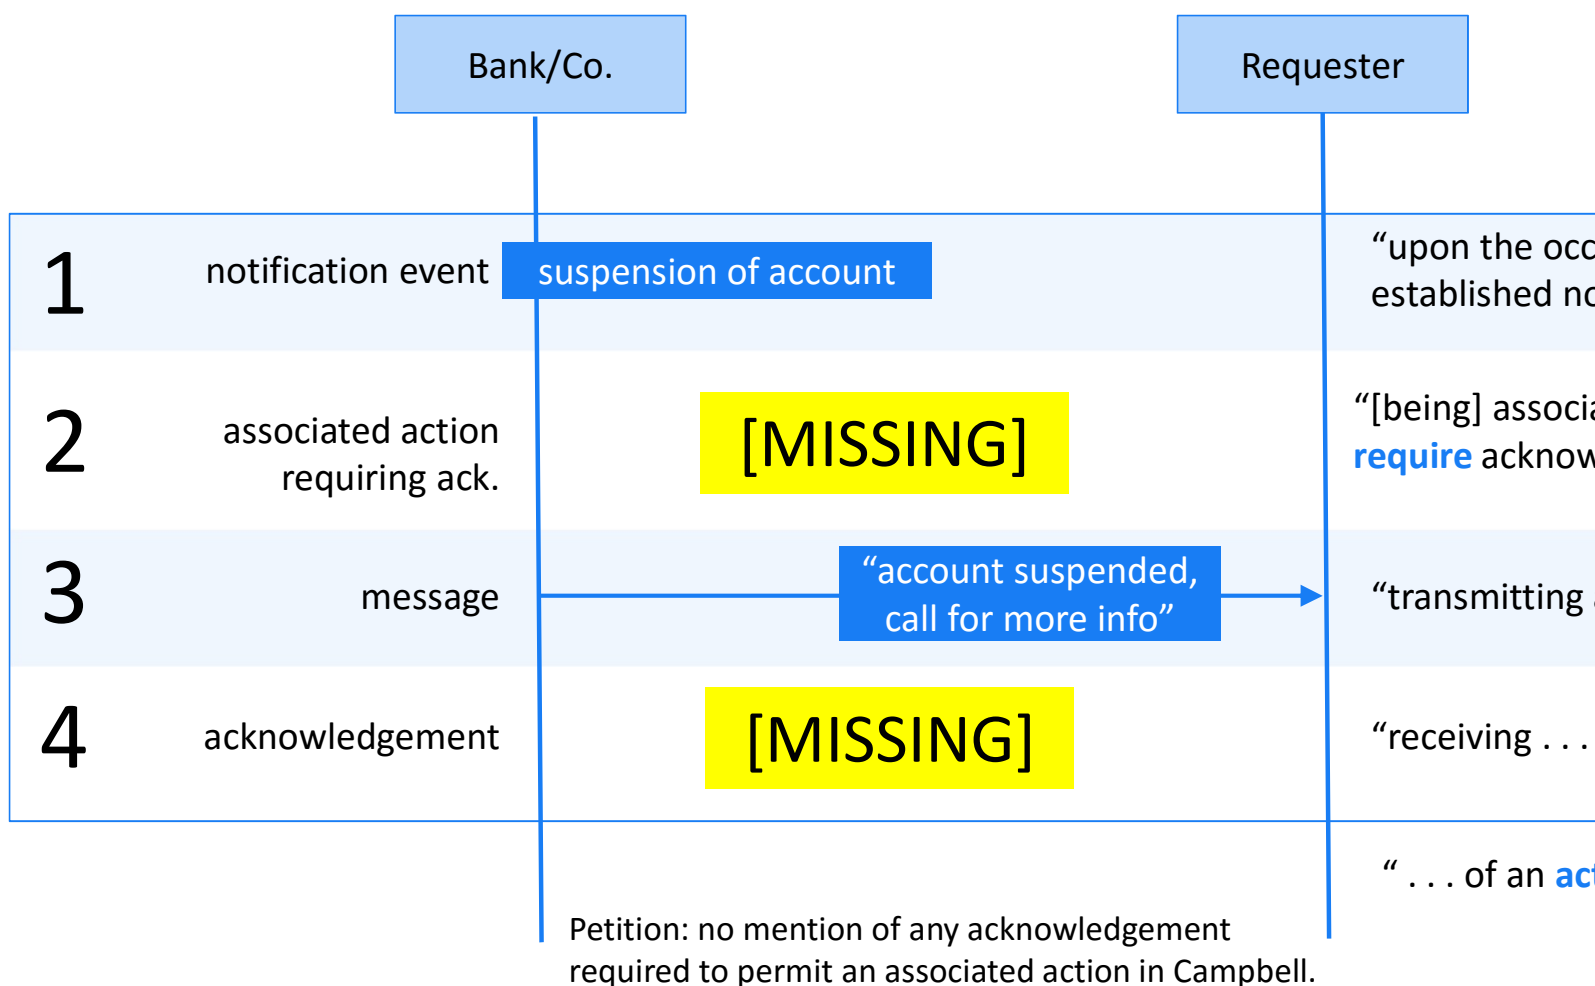 Bank/Co.
Requester
1
notification event
suspension of account
“upon the occ
established no
2
associated action
requiring ack.
[MISSING]
“[being] associa
require acknow
3
message
“account suspended,
call for more info”
“transmitting
4
acknowledgement
[MISSING]
“receiving . . .
“ . . . of an act
Petition: no mention of any acknowledgement
required to permit an associated action in Campbell.